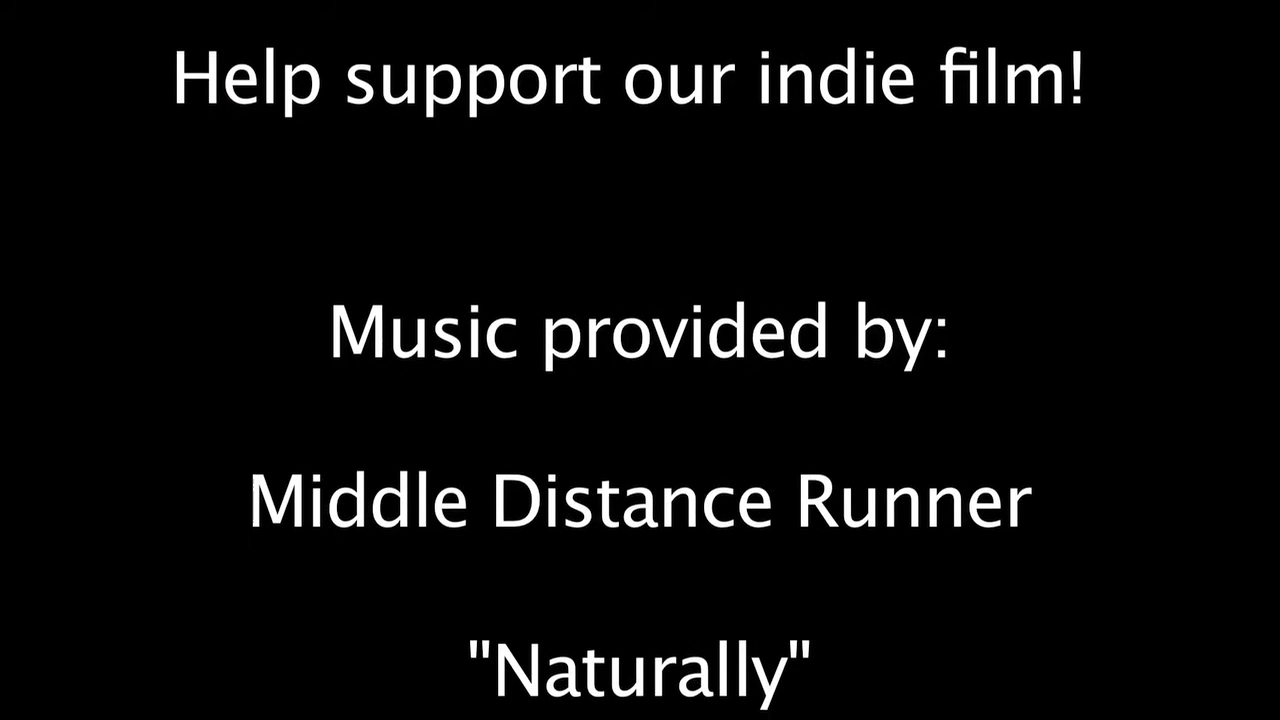 Help support our indie film!
Music provided by:
Middle Distance Runner
"Naturally"